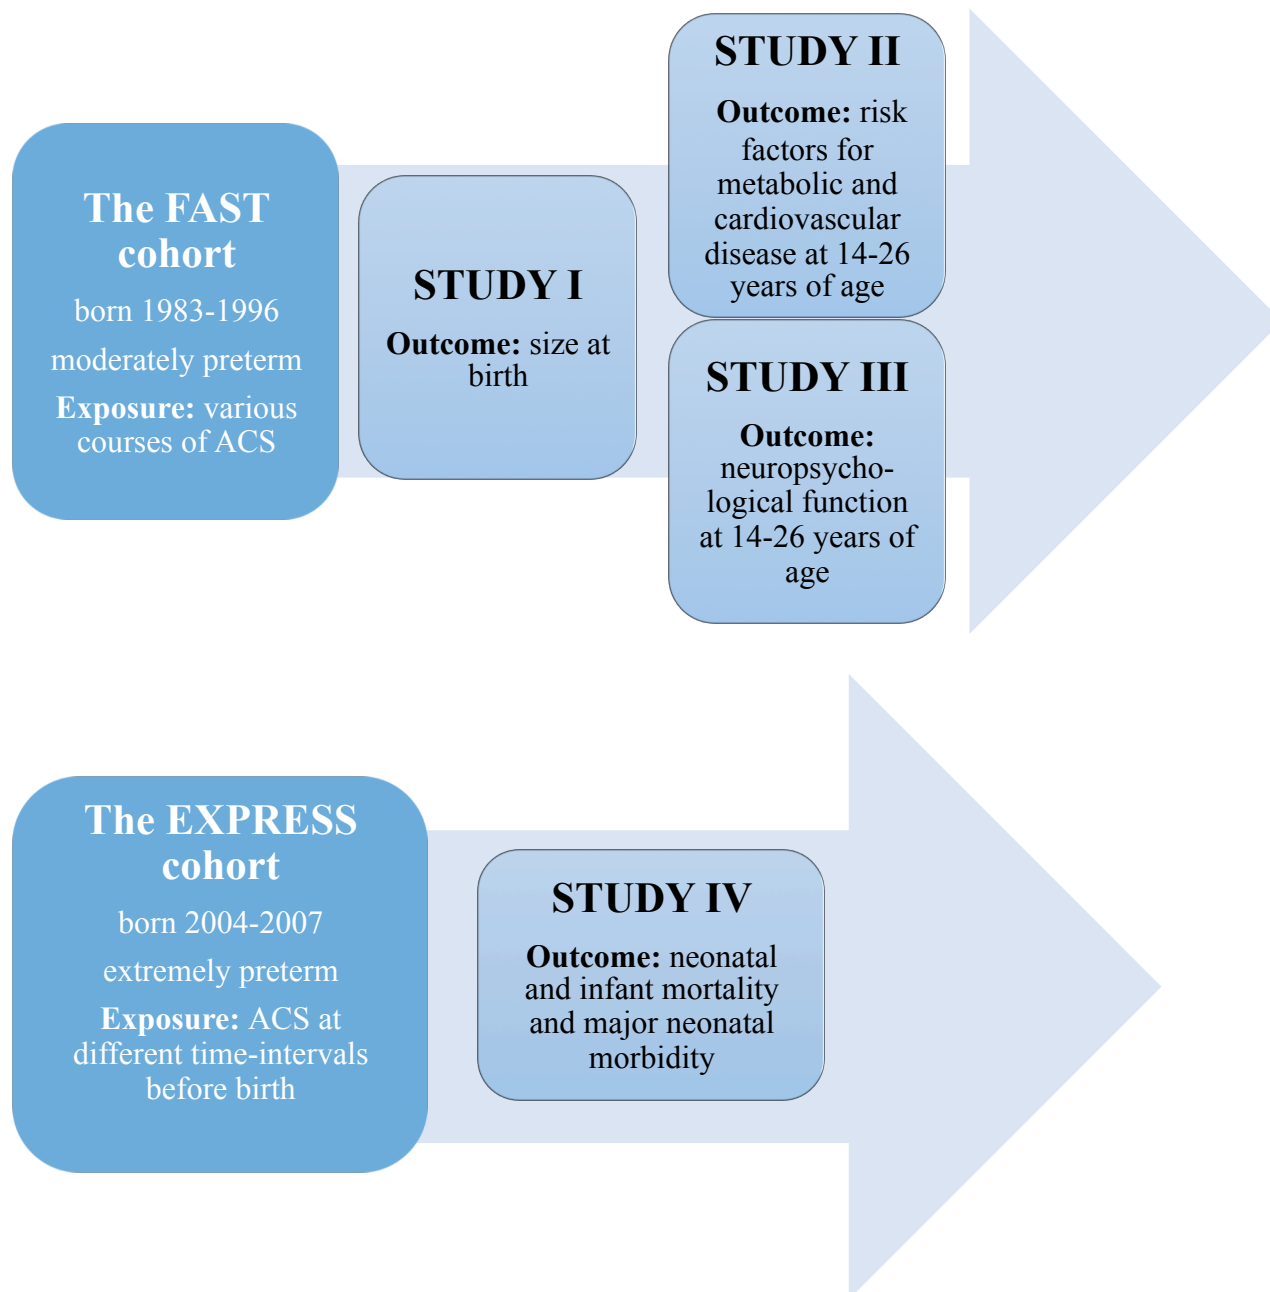 The FAST
cohort
born 1983-1996
moderately preterm
Exposure: various
courses of ACS
STUDY I
Outcome: size at
birth
STUDY II
Outcome: risk
factors for
metabolic and
cardiovascular
disease at 14-26
years of age
STUDY III
Outcome:
neuropsycho-
logical function
at 14-26 years of
age
The EXPRESS
cohort
born 2004-2007
extremely preterm
Exposure: ACS at
different time-intervals
before birth
STUDY IV
Outcome: neonatal
and infant mortality
and major neonatal
morbidity